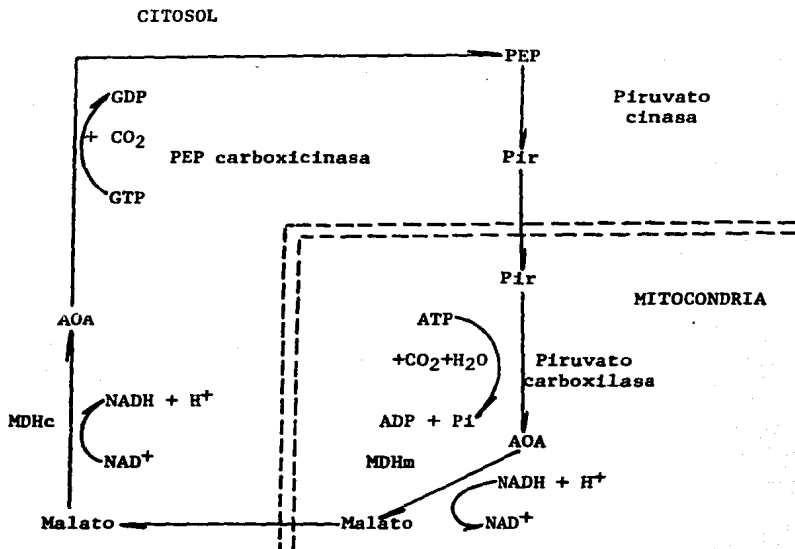 CITOSOL
PEP
GDP
+ CO2
PEP carboxicinasa
GTP
Piruvato
cinasa
Pir
Pir
MITOCONDRIA
AOA
ATP
+CO2+H2O
Piruvato
carboxilasa
ADP + Pi
AOA
MDHc
NADH + H+
NAD+
MDHm
NADH + H+
NAD+
Malato
Malato